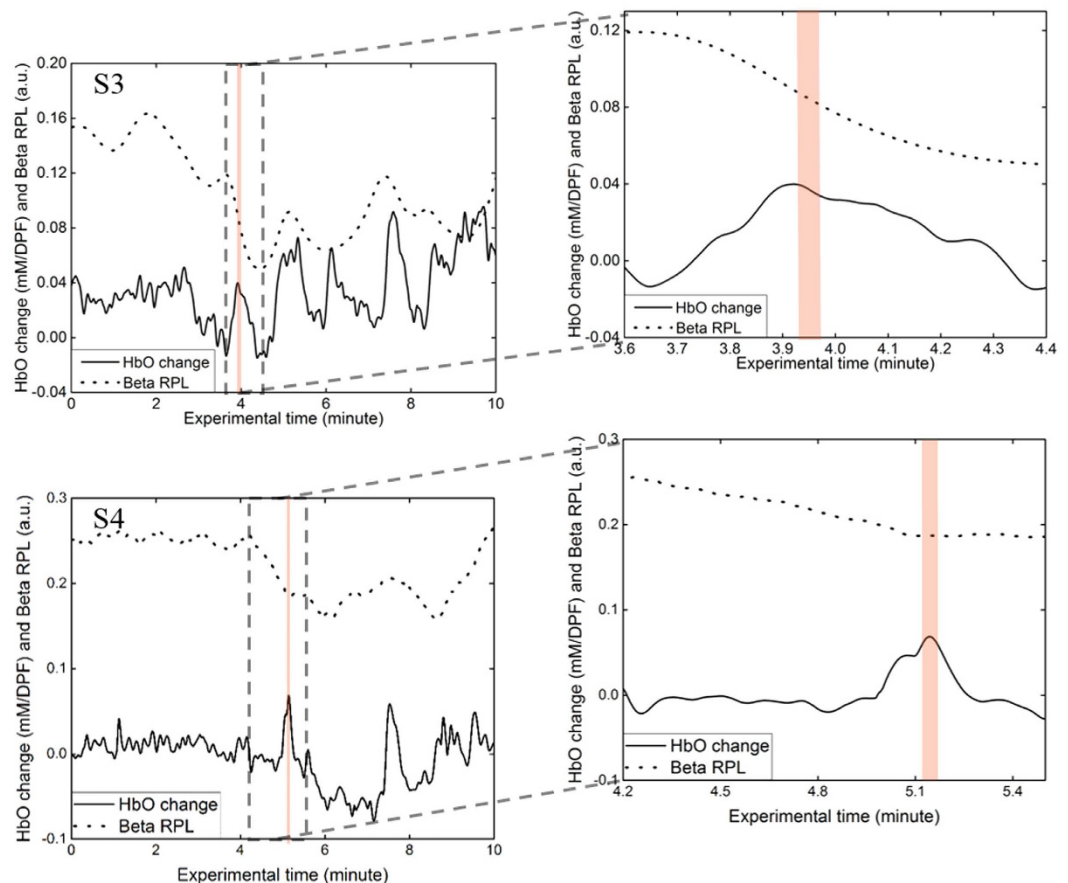 S3
HbO change (mM/DPF) and Beta RPL (a.u.)
0.20
0.16
0.12
0.08
0.04
0.00
-0.04
HbO change
Beta RPL
0 2 4 6 8 10
Experimental time (minute)
HbO change (mM/DPF) and Beta RPL (a.u.)
0.12
0.08
0.04
0.00
-0.04
HbO change
Beta RPL
3.6 3.7 3.8 3.9 4.0 4.1 4.2 4.3 4.4
Experimental time (minute)
S4
HbO change (mM/DPF) and Beta RPL (a.u.)
0.3
0.2
0.1
0.0
-0.1
HbO change
Beta RPL
0 2 4 6 8 10
Experimental time (minute)
HbO change (mM/DPF) and Beta RPL (a.u.)
0.3
0.2
0.1
0.0
-0.1
HbO change
Beta RPL
4.2 4.5 4.8 5.1 5.4
Experimental time (minute)